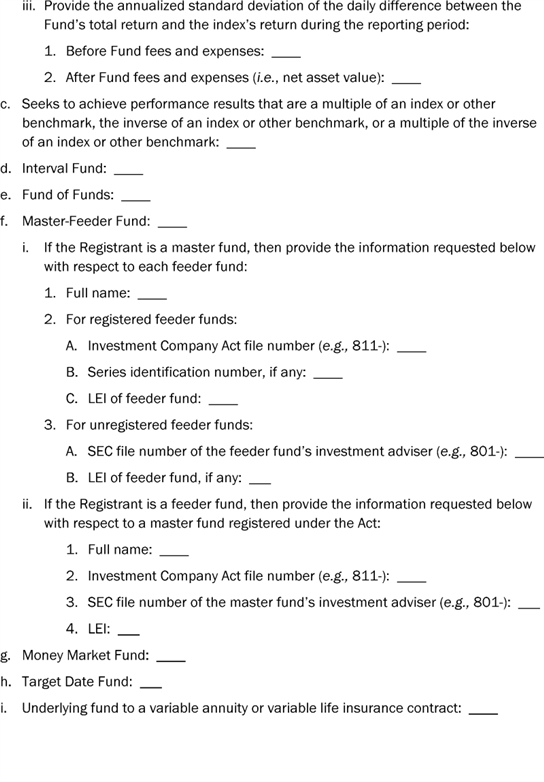 iii. Provide the annualized standard deviation of the daily difference between the
Fund's total return and the index's return during the reporting period:
1. Before Fund fees and expenses: ____
2. After Fund fees and expenses (i.e., net asset value): ____
c. Seeks to achieve performance results that are a multiple of an index or other
benchmark, the inverse of an index or other benchmark, or a multiple of the inverse
of an index or other benchmark: ____
d. Interval Fund: ____
e. Fund of Funds: ____
f. Master-Feeder Fund: ____
i. If the Registrant is a master fund, then provide the information requested below
with respect to each feeder fund:
1. Full name: ____
2. For registered feeder funds:
A. Investment Company Act file number (e.g., 811-): ____
B. Series identification number, if any: ____
C. LEI of feeder fund: ____
3. For unregistered feeder funds:
A. SEC file number of the feeder fund's investment adviser (e.g., 801-): ____
B. LEI of feeder fund, if any: ___
ii. If the Registrant is a feeder fund, then provide the information requested below
with respect to a master fund registered under the Act:
1. Full name: ____
2. Investment Company Act file number (e.g., 811-): ____
3. SEC file number of the master fund's investment adviser (e.g., 801-): ___
4. LEI: ___
g. Money Market Fund: ____
h. Target Date Fund: ___
i. Underlying fund to a variable annuity or variable life insurance contract: ____